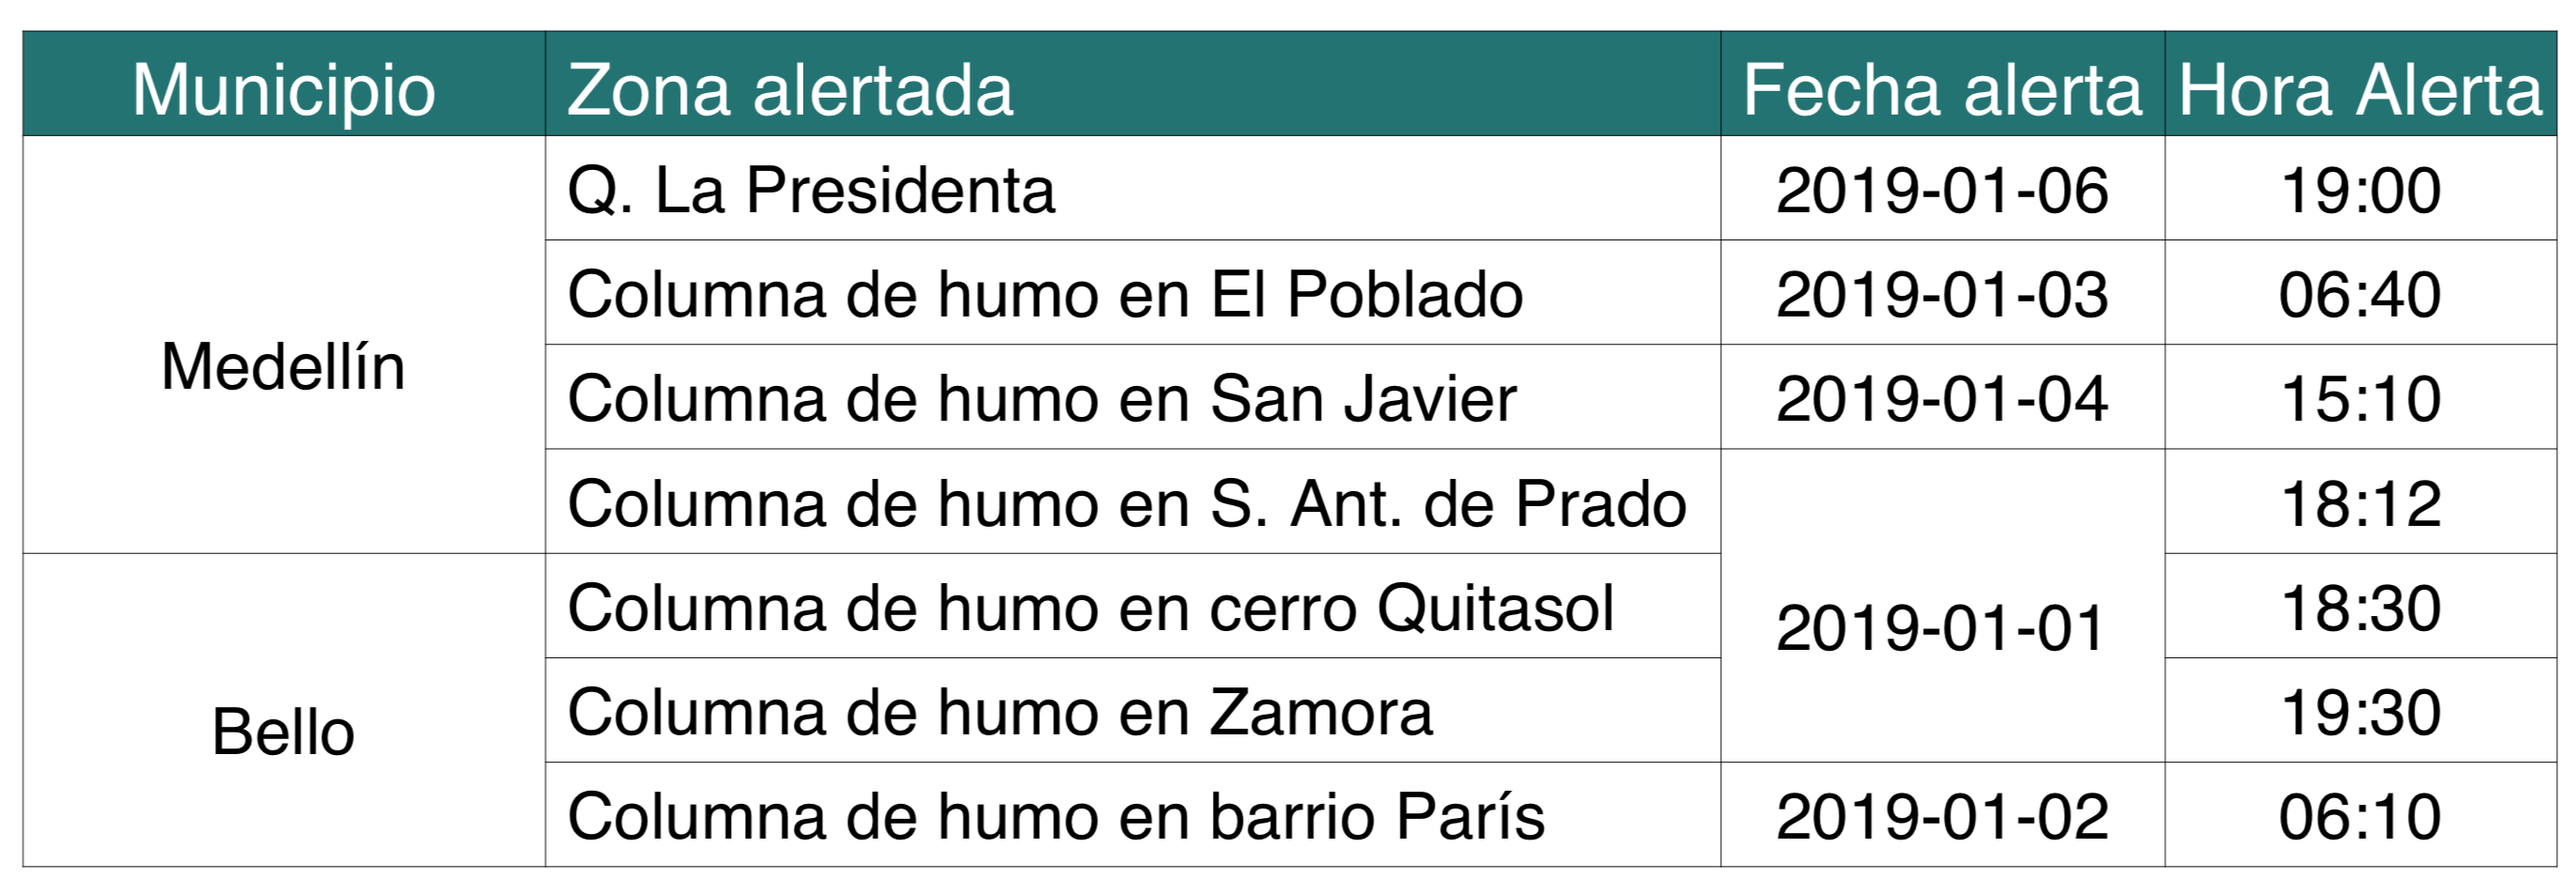 Municipio Zona alertada Fecha alerta Hora Alerta
Q. La Presidenta 2019-01-06 19:00
Columna de humo en El Poblado 2019-01-03 06:40
Medellín
Columna de humo en San Javier 2019-01-04 15:10
Columna de humo en S. Ant. de Prado 18:12
Columna de humo en cerro Quitasol 2019-01-01 18:30
Columna de humo en Zamora 19:30
Bello
Columna de humo en barrio París 2019-01-02 06:10